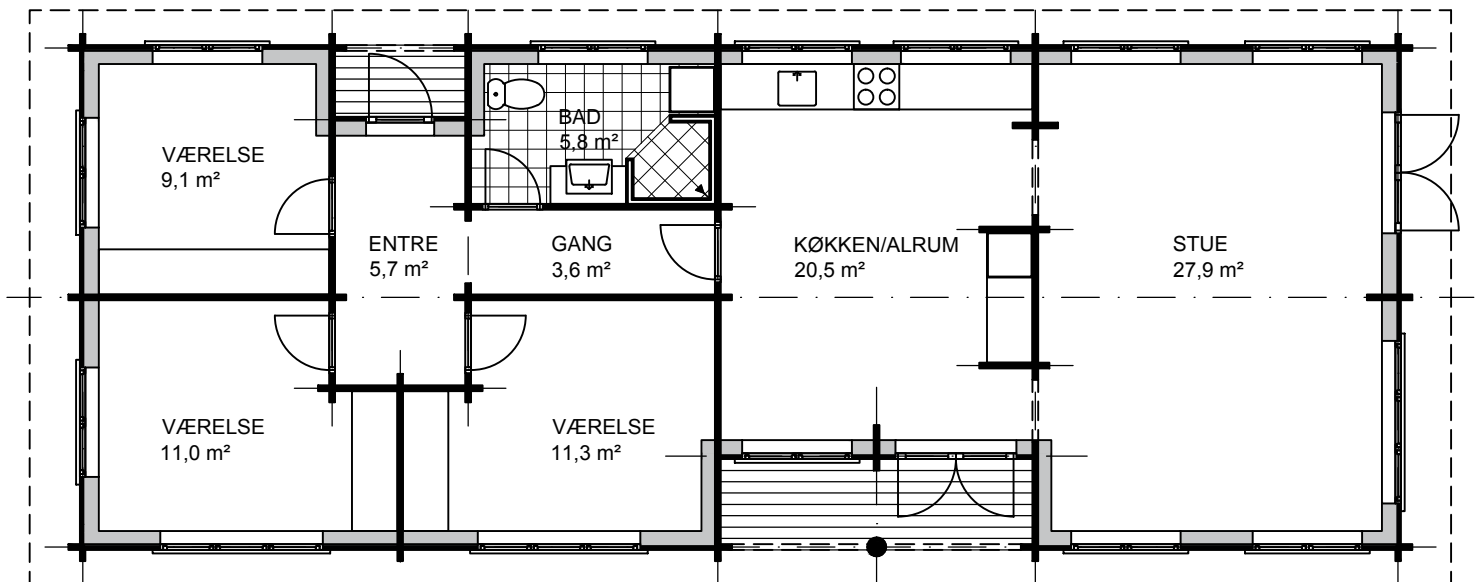 VÆRELSE
9,1 m²
BAD
5,8 m²
ENTRE
5,7 m²
GANG
3,6 m²
KØKKEN/ALRUM
20,5 m²
STUE
27,9 m²
VÆRELSE
11,0 m²
VÆRELSE
11,3 m²